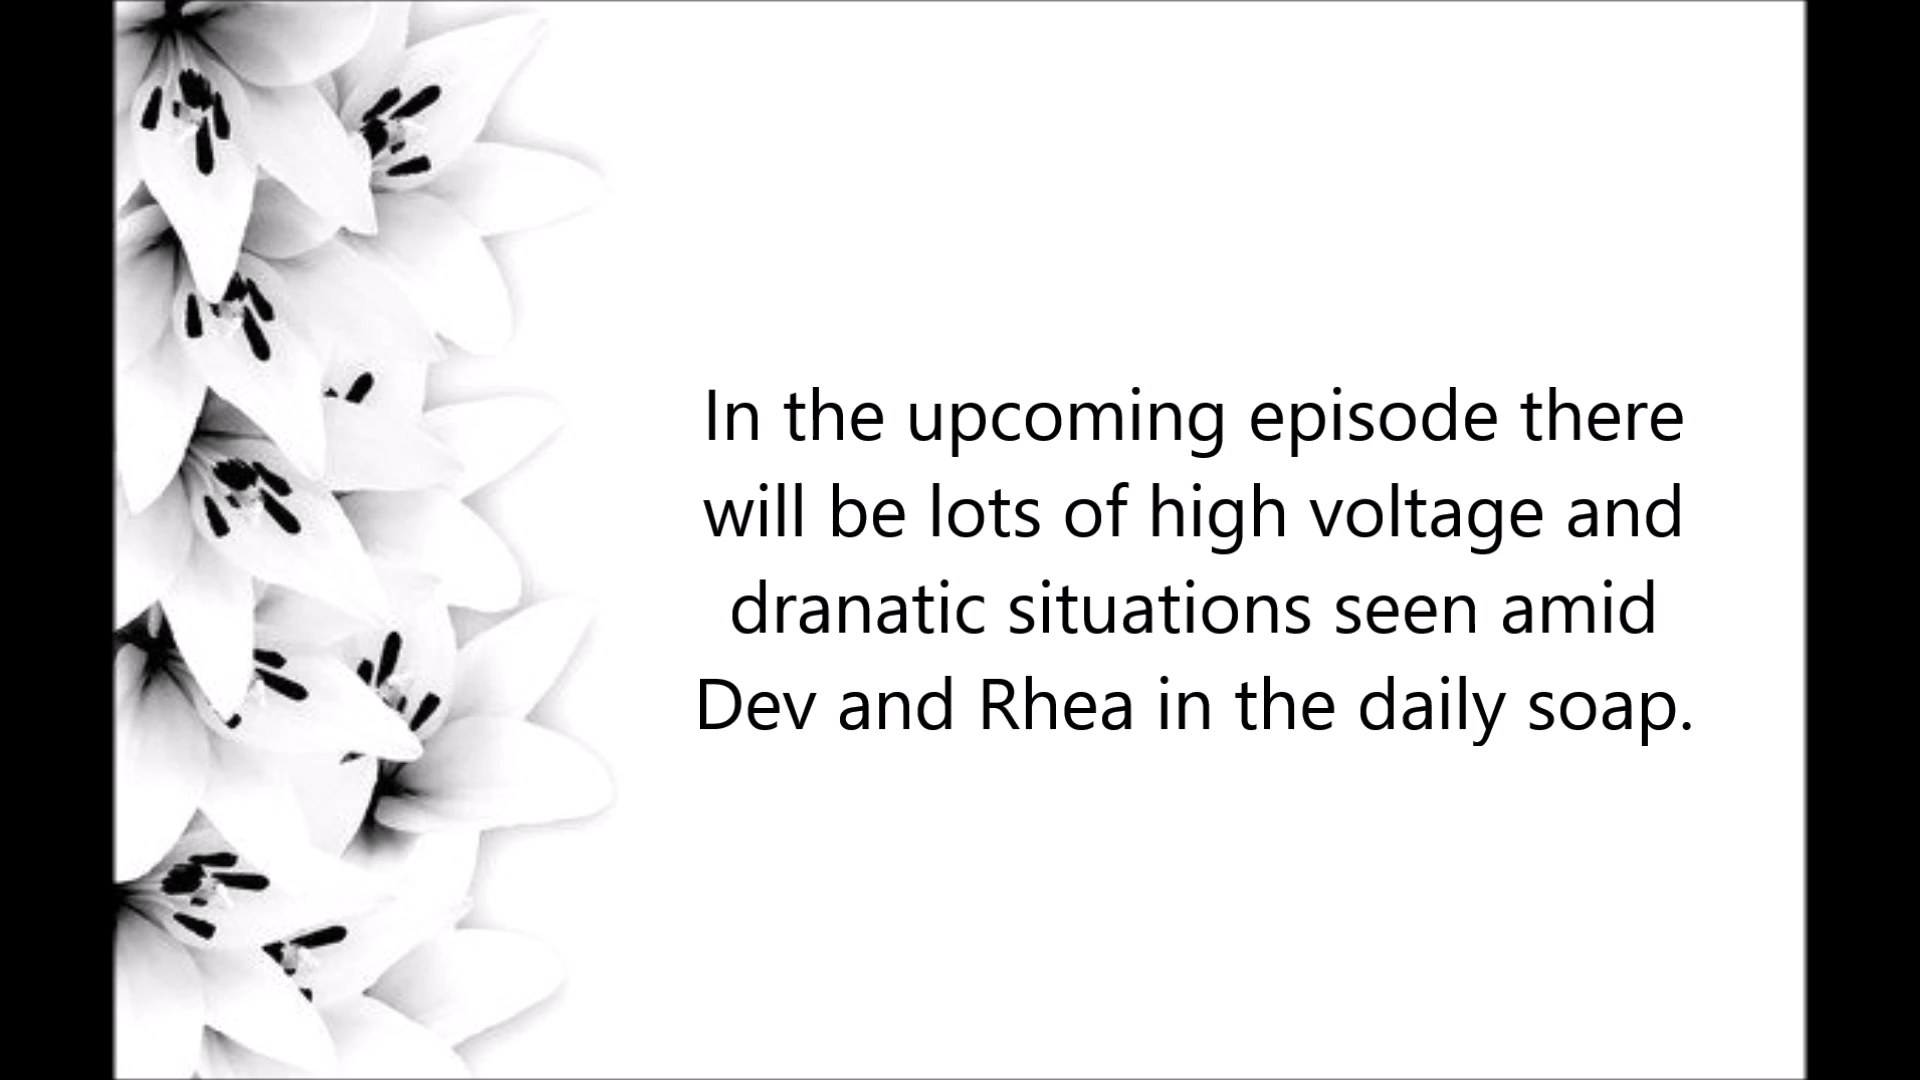 In the upcoming episode there
will be lots of high voltage and
dranatic situations seen amid
Dev and Rhea in the daily soap.